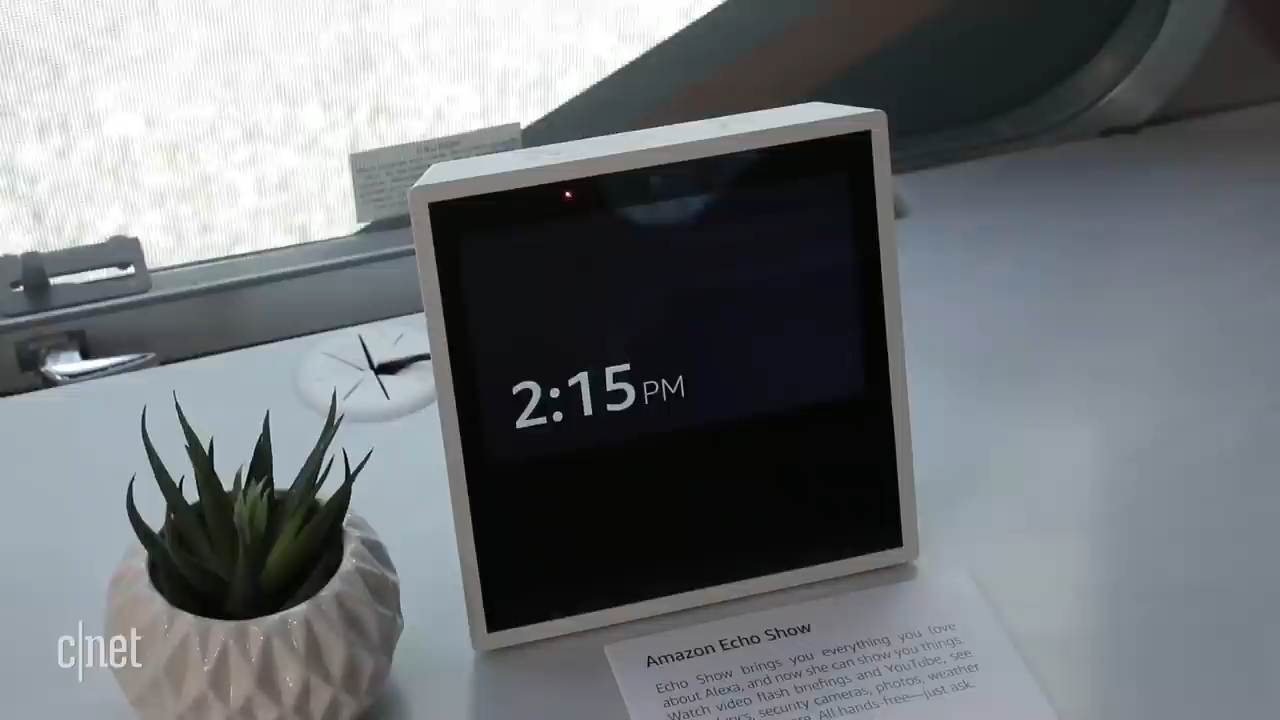 2:15 PM
c|net
Amazon Echo Show
Echo Show brings you everything you love
about Alexa, and now she can show you things.
Watch video flash briefings and YouTube, see
security cameras, photos, weather
All hands-free—just ask.